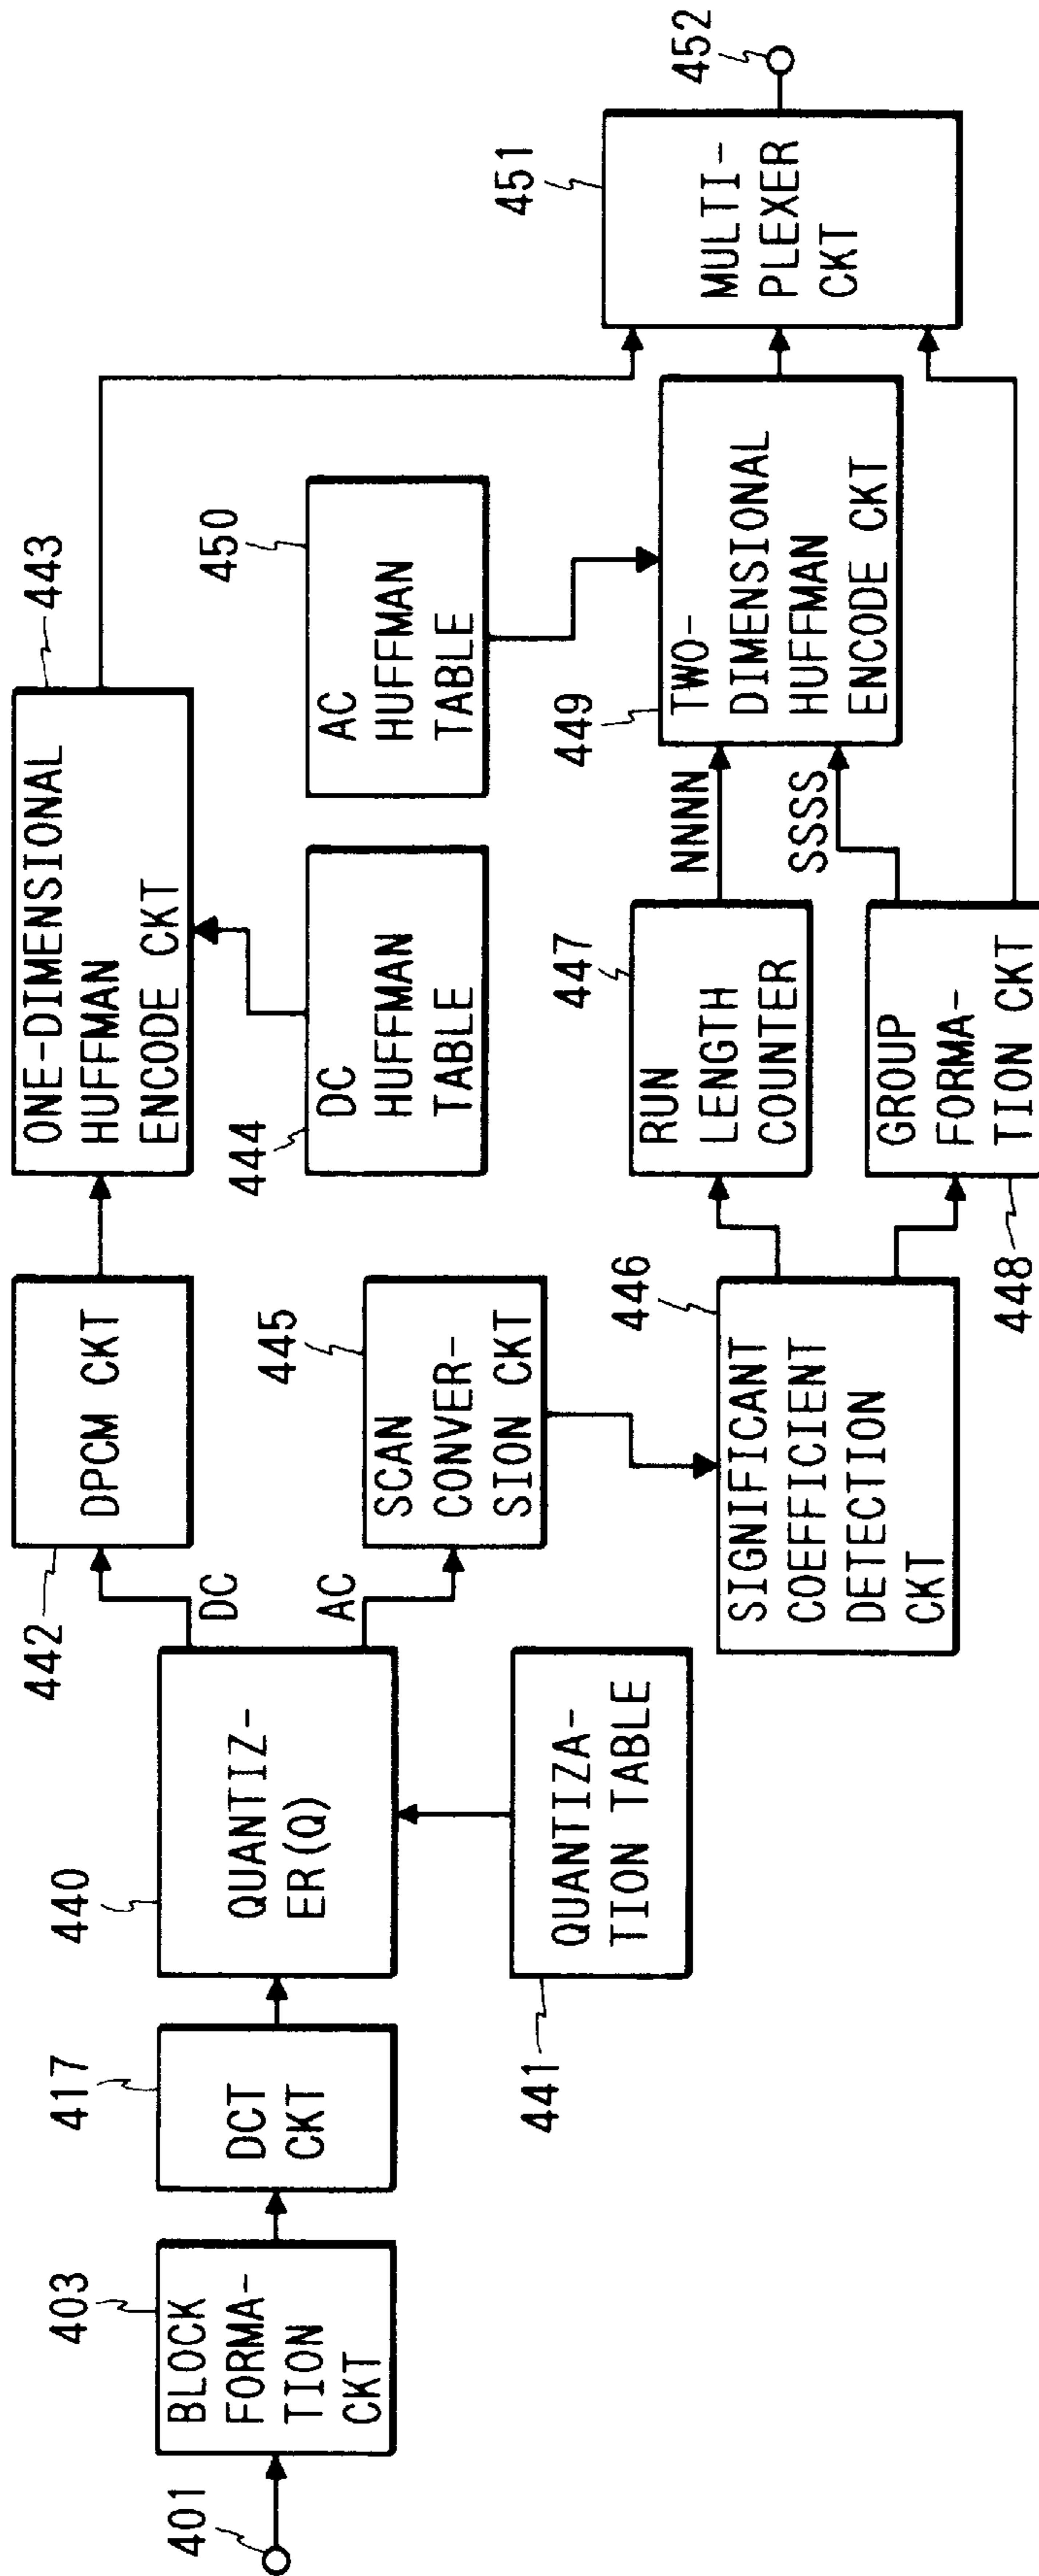 401
403
BLOCK
FORMA-
TION
CKT
417
DCT
CKT
440
QUANTIZ-
ER(Q)
441
QUANTIZA-
TION TABLE
DC
AC
442
DPCM CKT
443
ONE-DIMENSIONAL
HUFFMAN
ENCODE CKT
444
DC
HUFFMAN
TABLE
445
SCAN
CONVER-
SION CKT
446
SIGNIFICANT
COEFFICIENT
DETECTION
CKT
447
RUN
LENGTH
COUNTER
448
GROUP
FORMA-
TION CKT
NNNN
SSSS
450
AC
HUFFMAN
TABLE
449
TWO-
DIMENSIONAL
HUFFMAN
ENCODE CKT
451
MULTI-
PLEXER
CKT
452